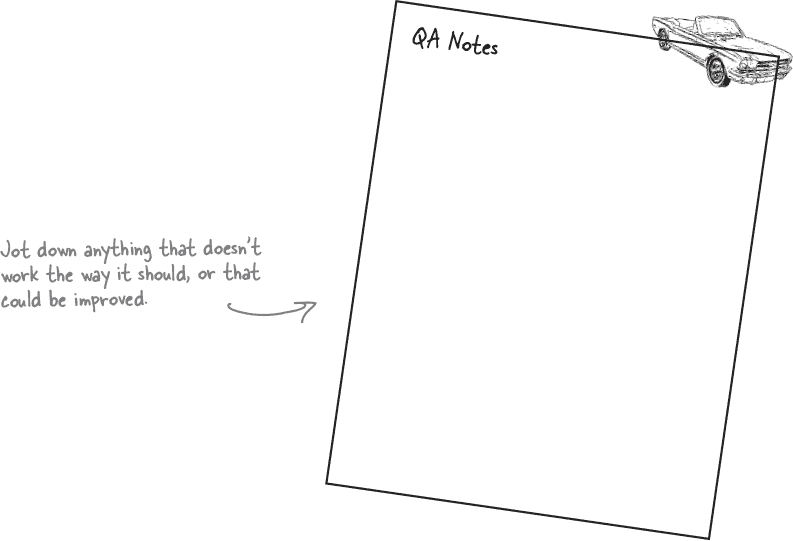 QA Notes
Jot down anything that doesn't
work the way it should, or that
could be improved.